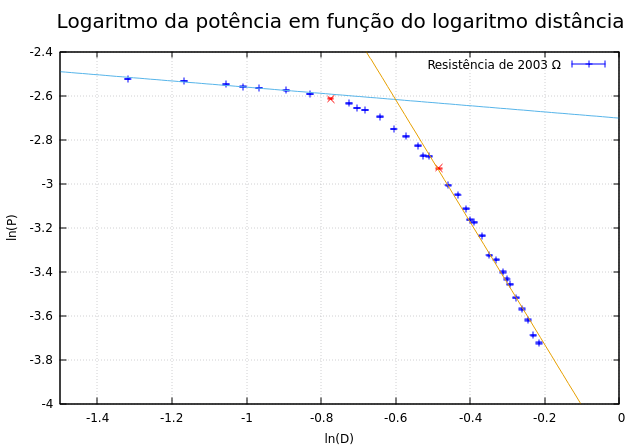 Logaritmo da potência em função do logaritmo distância
Resistência de 2003 Ω
-2.4
-2.6
-2.8
-3
-3.2
-3.4
-3.6
-3.8
-4
ln(P)
-1.4 -1.2 -1 -0.8 -0.6 -0.4 -0.2 0
ln(D)